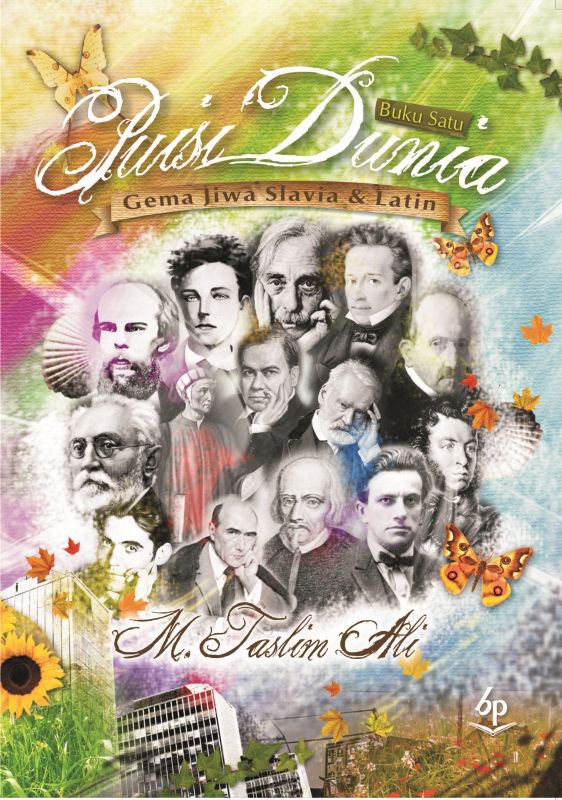 Puisi Dunia
Buku Satu
Gema Jiwa Slavia & Latin
M. Taslim Ali
bp